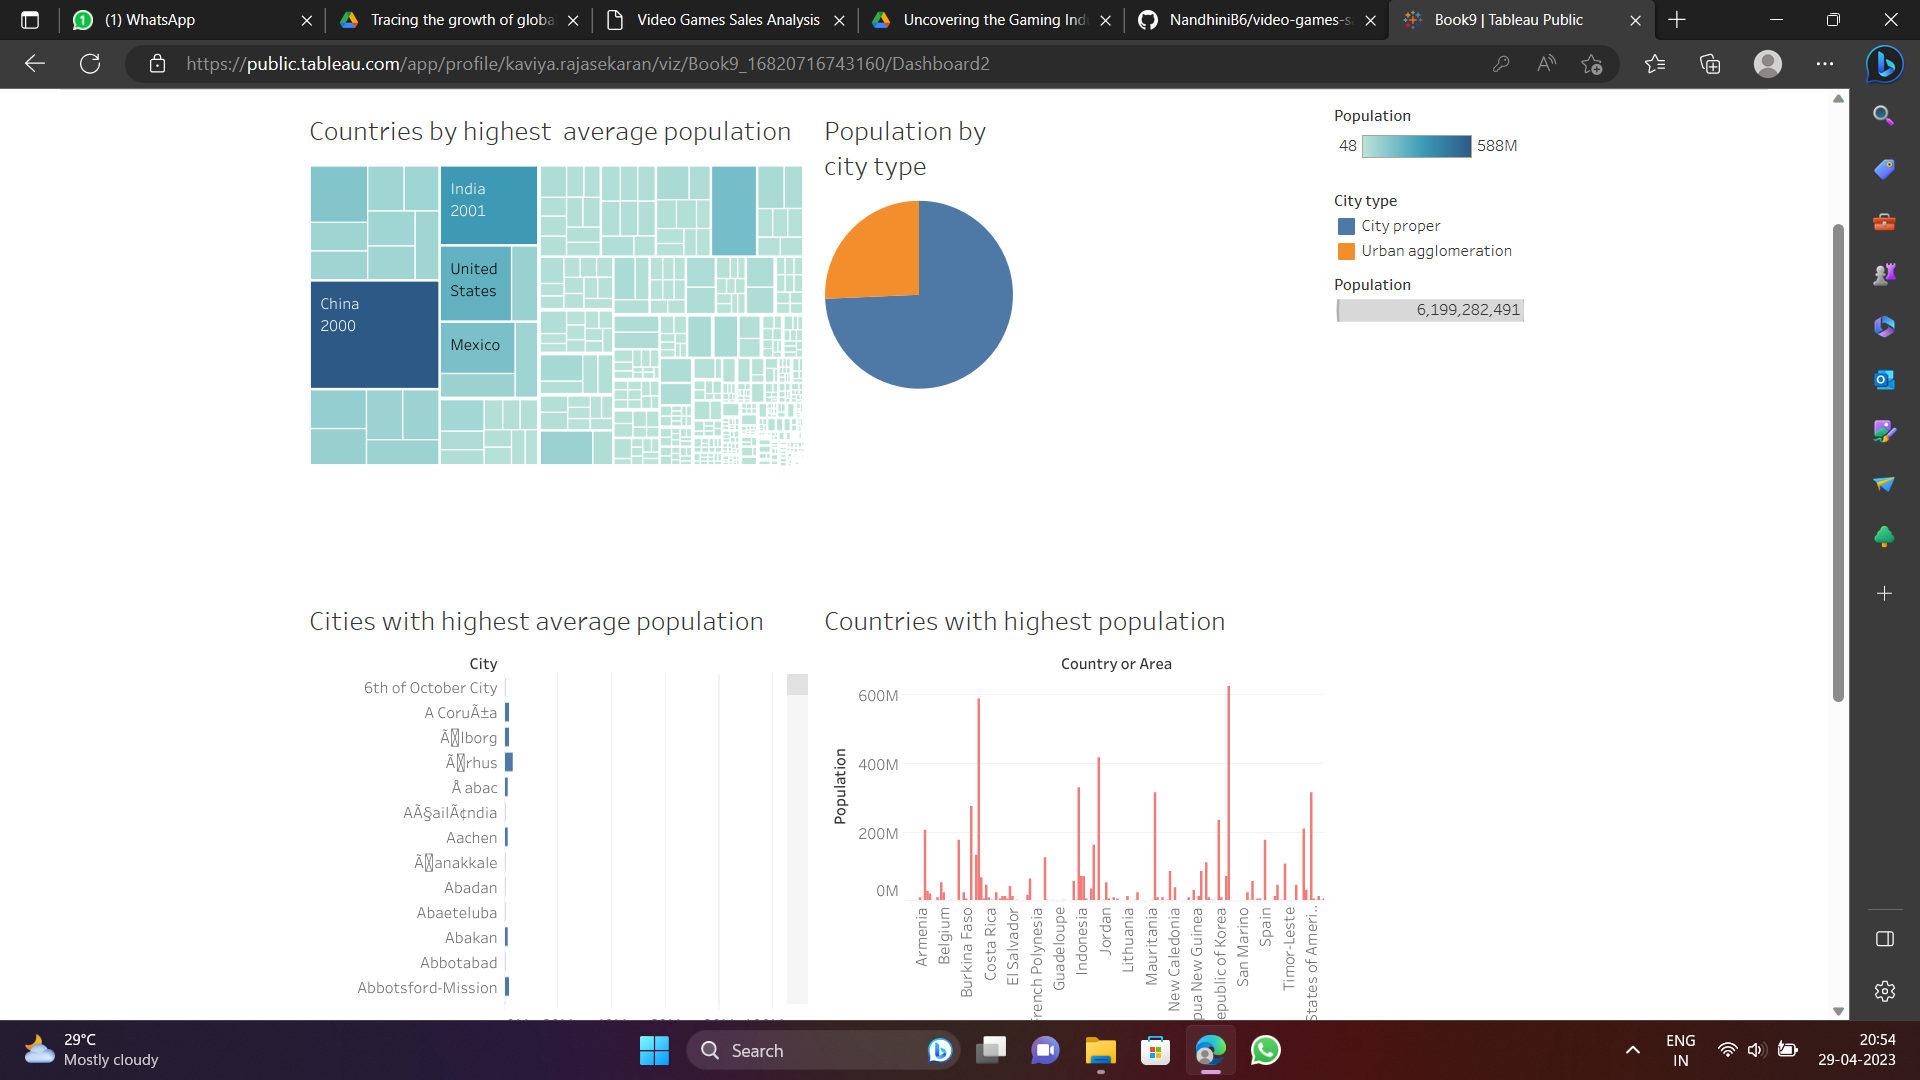 (1) WhatsApp
Tracing the growth of globa
Video Games Sales Analysis
Uncovering the Gaming Ind
NandhiniB6/video-games-s
Book9 | Tableau Public
https://public.tableau.com/app/profile/kaviya.rajasekaran/viz/Book9_16820716743160/Dashboard2
Countries by highest average population
India
2001
United
States
China
2000
Mexico
Population by
city type
Population
48
588M
City type
City proper
Urban agglomeration
Population
6,199,282,491
Cities with highest average population
City
6th of October City
A CoruÃ±a
Ã lborg
Ã rhus
Å abac
AÃ§ailÃ¢ndia
Aachen
Ã anakkale
Abadan
Abaeteluba
Abakan
Abbotabad
Abbotsford-Mission
Countries with highest population
Country or Area
Population
600M
400M
200M
0M
Armenia
Belgium
Burkina Faso
Costa Rica
El Salvador
French Polynesia
Guadeloupe
Indonesia
Jordan
Lithuania
Mauritania
New Caledonia
pua New Guinea
epublic of Korea
San Marino
Spain
Timor-Leste
States of Ameri..
29°C
Mostly cloudy
Search
ENG
IN
20:54
29-04-2023